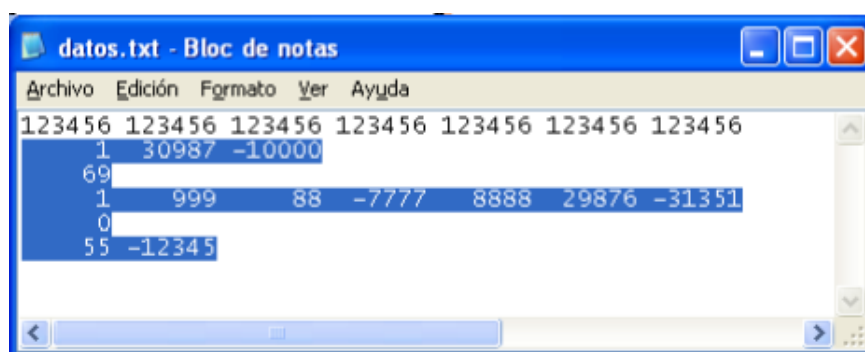 datos.txt - Bloc de notas
Archivo Edición Formato Ver Ayuda
123456 123456 123456 123456 123456 123456 123456
     1  30987 -10000
    69
     1    999     88  -7777   8888  29876 -31351
     0
    55 -12345